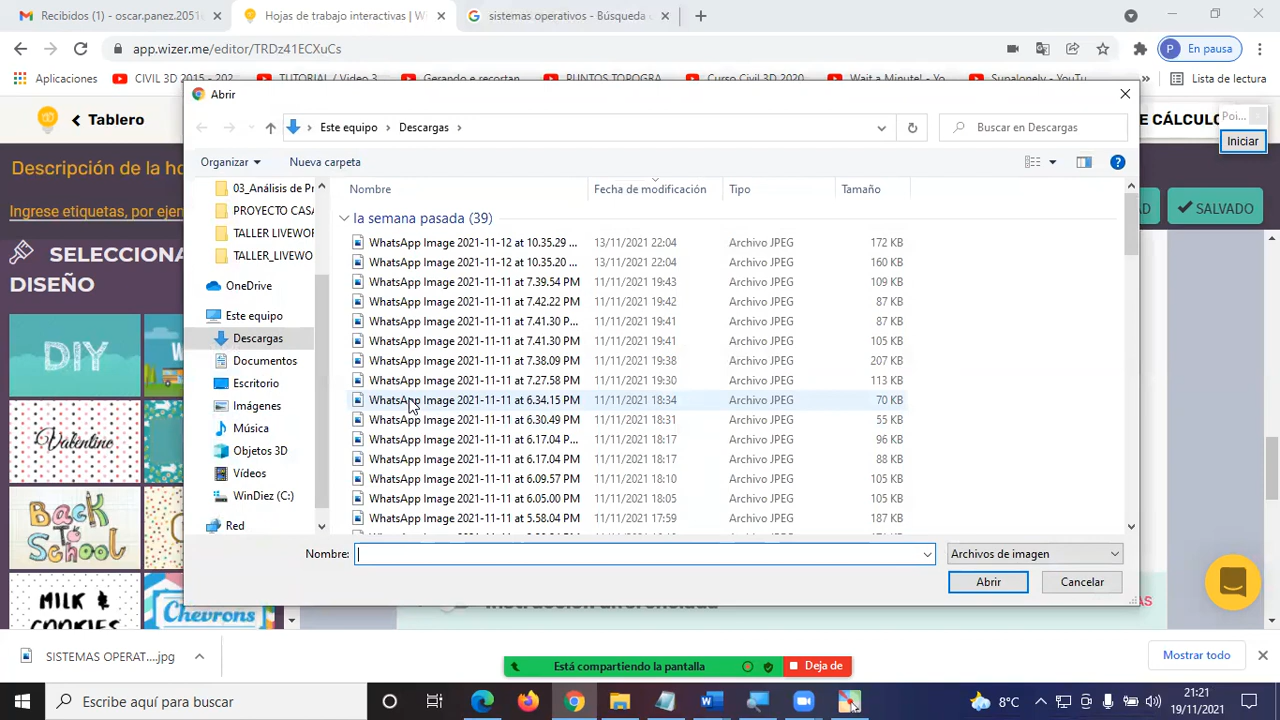 Recibidos (1) - oscar.panez.2051
Hojas de trabajo interactivas | W
sistemas operativos - Búsqueda
app.wizer.me/editor/TRDz41ECXuCs
P En pausa
Aplicaciones
CIVIL 3D 2015 - 202
TUTORIAL / Video 3
Gerando e recortan
PUNTOS TOPOGRA
Curso Civil 3D 2020
Wait a Minute! - Yo
Supalonely - YouTu
Lista de lectura
Tablero
E CÁLCULO
Poi...
Iniciar
Descripción de la ho
Ingrese etiquetas, por ejem
SALVADO
SELECCIONA
DISEÑO
DIY
Valentine
BACK To SCHOOL
MILK &
COOKIES
Chevrons
Abrir
Este equipo
Descargas
Buscar en Descargas
Organizar
Nueva carpeta
03_Análisis de Pr
PROYECTO CASA
TALLER LIVEWOR
TALLER_LIVEWO
OneDrive
Este equipo
Descargas
Documentos
Escritorio
Imágenes
Música
Objetos 3D
Vídeos
WinDiez (C:)
Red
Nombre Fecha de modificación Tipo Tamaño
la semana pasada (39)
WhatsApp Image 2021-11-12 at 10.35.29 ... 13/11/2021 22:04 Archivo JPEG 172 KB
WhatsApp Image 2021-11-12 at 10.35.20 ... 13/11/2021 22:04 Archivo JPEG 160 KB
WhatsApp Image 2021-11-11 at 7.39.54 PM 11/11/2021 19:43 Archivo JPEG 109 KB
WhatsApp Image 2021-11-11 at 7.42.22 PM 11/11/2021 19:42 Archivo JPEG 87 KB
WhatsApp Image 2021-11-11 at 7.41.30 P... 11/11/2021 19:41 Archivo JPEG 87 KB
WhatsApp Image 2021-11-11 at 7.41.30 PM 11/11/2021 19:41 Archivo JPEG 105 KB
WhatsApp Image 2021-11-11 at 7.38.09 PM 11/11/2021 19:38 Archivo JPEG 207 KB
WhatsApp Image 2021-11-11 at 7.27.58 PM 11/11/2021 19:30 Archivo JPEG 113 KB
WhatsApp Image 2021-11-11 at 6.34.15 PM 11/11/2021 18:34 Archivo JPEG 70 KB
WhatsApp Image 2021-11-11 at 6.30.49 PM 11/11/2021 18:31 Archivo JPEG 55 KB
WhatsApp Image 2021-11-11 at 6.17.04 P... 11/11/2021 18:17 Archivo JPEG 96 KB
WhatsApp Image 2021-11-11 at 6.17.04 PM 11/11/2021 18:17 Archivo JPEG 88 KB
WhatsApp Image 2021-11-11 at 6.09.57 PM 11/11/2021 18:10 Archivo JPEG 105 KB
WhatsApp Image 2021-11-11 at 6.05.00 PM 11/11/2021 18:05 Archivo JPEG 105 KB
WhatsApp Image 2021-11-11 at 5.58.04 PM 11/11/2021 17:59 Archivo JPEG 187 KB
Nombre:
Archivos de imagen
Abrir
Cancelar
Instrucción diferenciada
AS
SISTEMAS OPERAT....jpg
Está compartiendo la pantalla
Deja de
Mostrar todo
Escribe aquí para buscar
8°C
21:21
19/11/2021